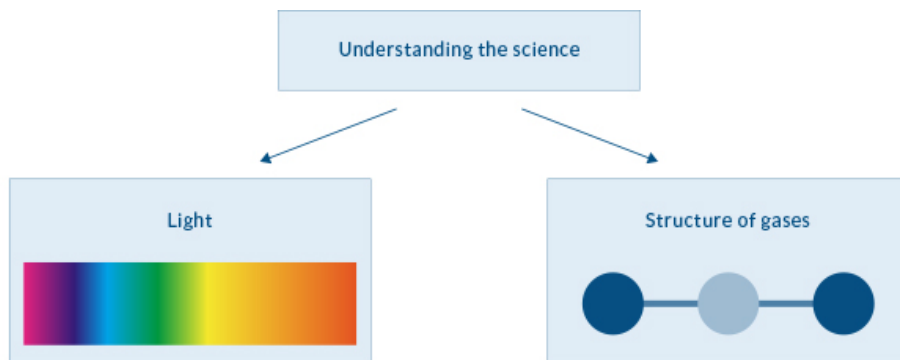 Understanding the science
Light
Structure of gases